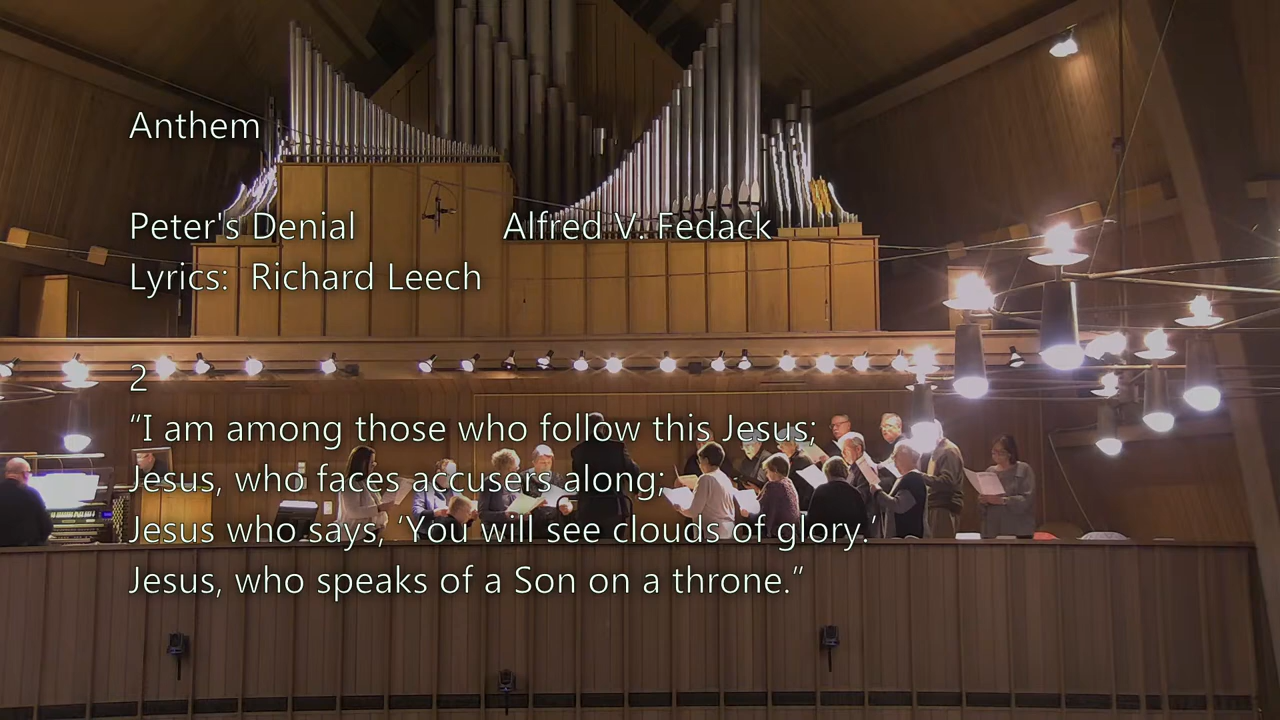 Anthem
Peter's Denial Alfred V. Fedack
Lyrics: Richard Leech
2
“I am among those who follow this Jesus;
Jesus, who faces accusers along;
Jesus who says, ‘You will see clouds of glory.’
Jesus, who speaks of a Son on a throne.”